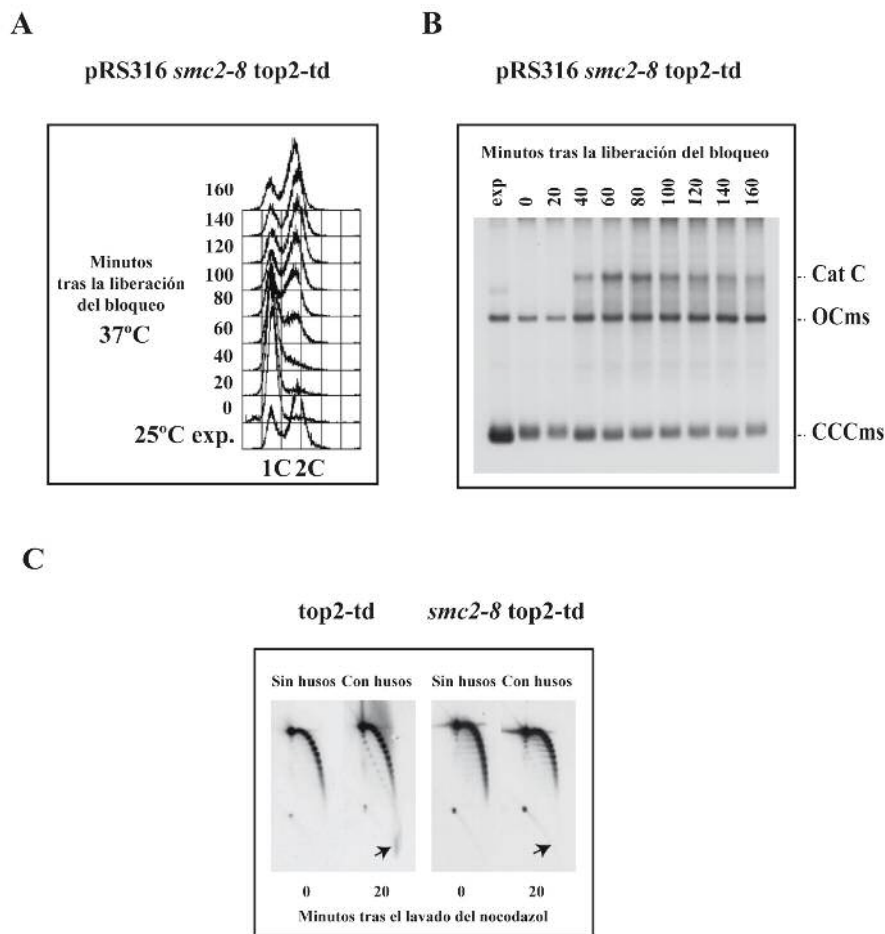 A
pRS316 smc2-8 top2-td
160
140
120
100
80
60
40
20
0
Minutos
tras la liberación
del bloqueo
37ºC
25ºC exp.
1C 2C
B
pRS316 smc2-8 top2-td
Minutos tras la liberación del bloqueo
exp 0 20 40 60 80 100 120 140 160
Cat C
OCms
CCCms
C
top2-td smc2-8 top2-td
Sin husos Con husos Sin husos Con husos
0 20 0 20
Minutos tras el lavado del nocodazol